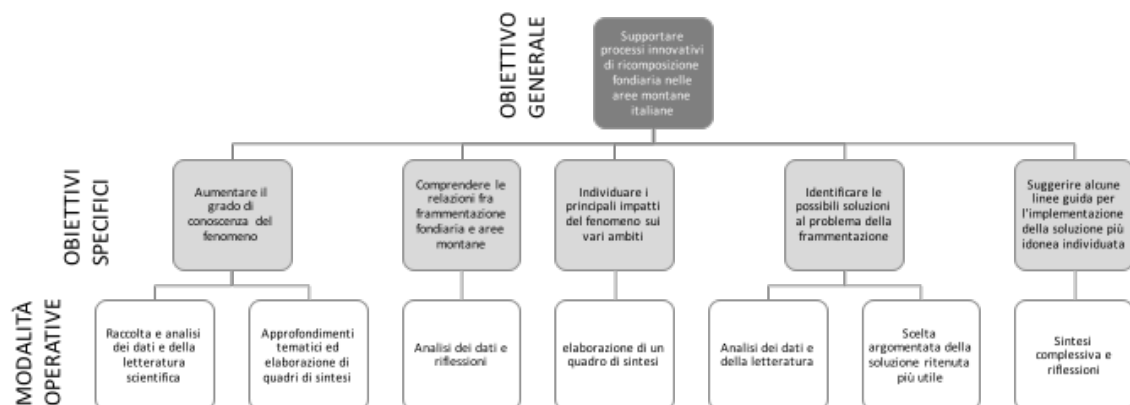 OBIETTIVO
GENERALE
Supportare
processi innovativi
di ricomposizione
fondiaria nelle
aree montane
italiane
OBIETTIVI
SPECIFICI
Aumentare il
grado di
conoscenza del
fenomeno
Comprendere le
relazioni fra
frammentazione
fondiaria e aree
montane
Individuare i
principali impatti
del fenomeno sui
vari ambiti
Identificare le
possibili soluzioni
al problema della
frammentazione
Suggerire alcune
linee guida per
l'implementazione
della soluzione più
idonea individuata
MODALITÀ
OPERATIVE
Raccolta e analisi
dei dati e della
letteratura
scientifica
Approfondimenti
tematici ed
elaborazione di
quadri di sintesi
Analisi dei dati e
riflessioni
elaborazione di un
quadro di sintesi
Analisi dei dati e
della letteratura
Scelta
argomentata della
soluzione ritenuta
più utile
Sintesi
complessiva e
riflessioni